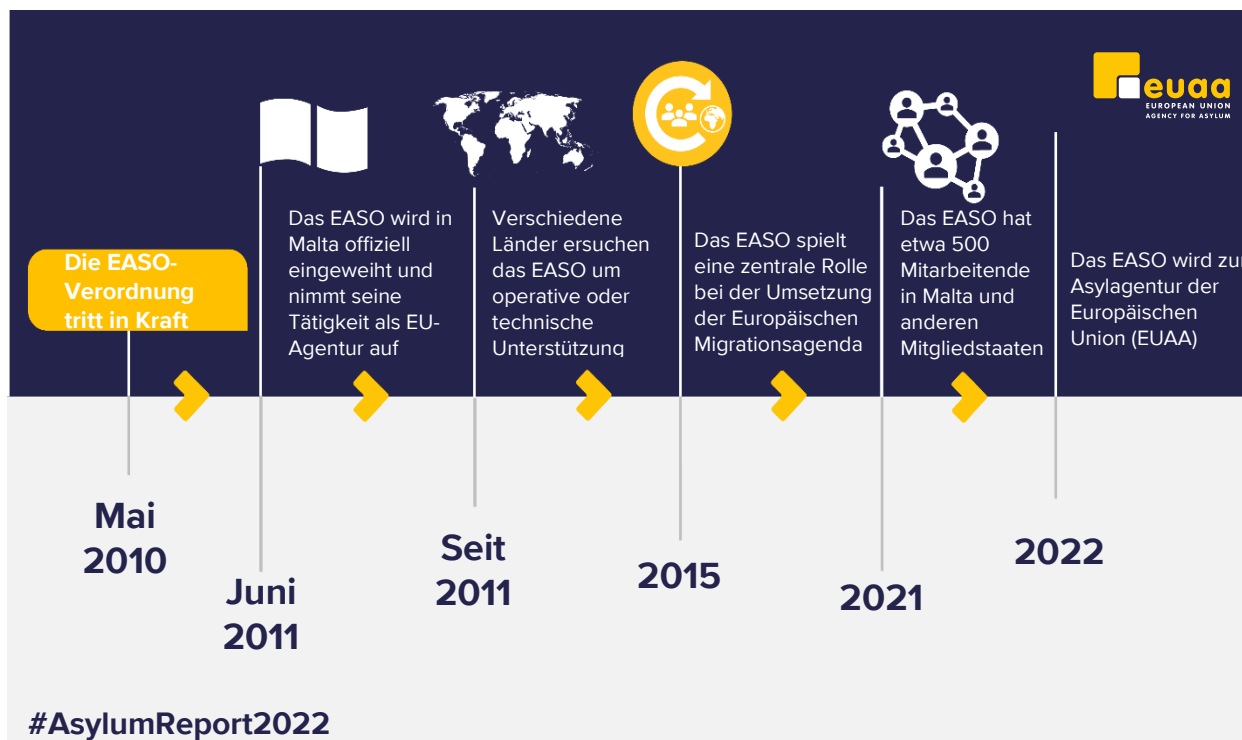 euaa
EUROPEAN UNION
AGENCY FOR ASYLUM
Die EASO-
Verordnung
tritt in Kraft
Das EASO wird in
Malta offiziell
eingeweiht und
nimmt seine
Tätigkeit als EU-
Agentur auf
Verschiedene
Länder ersuchen
das EASO um
operative oder
technische
Unterstützung
Das EASO spielt
eine zentrale Rolle
bei der Umsetzung
der Europäischen
Migrationsagenda
Das EASO hat
etwa 500
Mitarbeitende
in Malta und
anderen
Mitgliedstaaten
Das EASO wird zur
Asylagentur der
Europäischen
Union (EUAA)
Mai
2010
Juni
2011
Seit
2011
2015
2021
2022
#AsylumReport2022